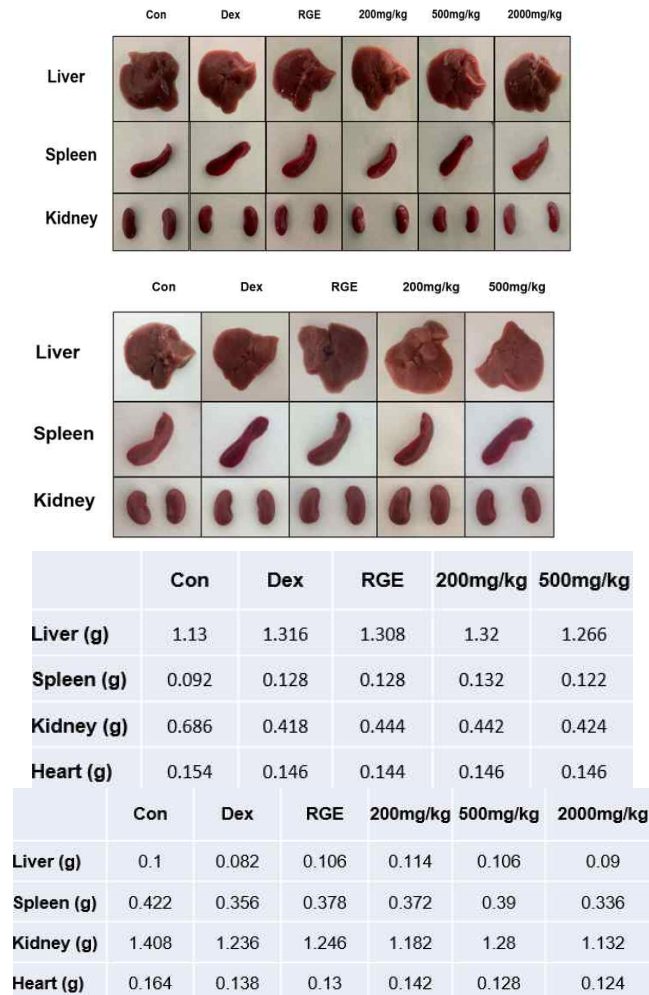 Con Dex RGE 200mg/kg 500mg/kg 2000mg/kg
Liver
Spleen
Kidney
Con Dex RGE 200mg/kg 500mg/kg
Liver
Spleen
Kidney
Con Dex RGE 200mg/kg 500mg/kg
Liver (g) 1.13 1.316 1.308 1.32 1.266
Spleen (g) 0.092 0.128 0.128 0.132 0.122
Kidney (g) 0.686 0.418 0.444 0.442 0.424
Heart (g) 0.154 0.146 0.144 0.146 0.146
Con Dex RGE 200mg/kg 500mg/kg 2000mg/kg
Liver (g) 0.1 0.082 0.106 0.114 0.106 0.09
Spleen (g) 0.422 0.356 0.378 0.372 0.39 0.336
Kidney (g) 1.408 1.236 1.246 1.182 1.28 1.132
Heart (g) 0.164 0.138 0.13 0.142 0.128 0.124